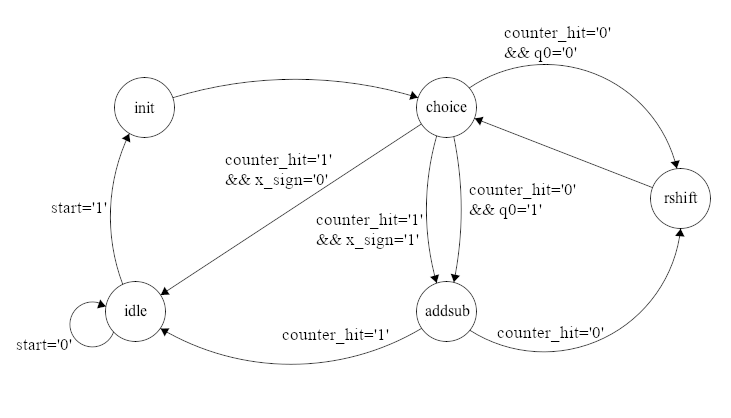 counter_hit='0'
&& q0='0'
init
choice
counter_hit='1'
&& x_sign='0'
counter_hit='0'
&& q0='1'
rshift
start='1'
counter_hit='1'
&& x_sign='1'
idle
addsub
counter_hit='1'
counter_hit='0'
start='0'